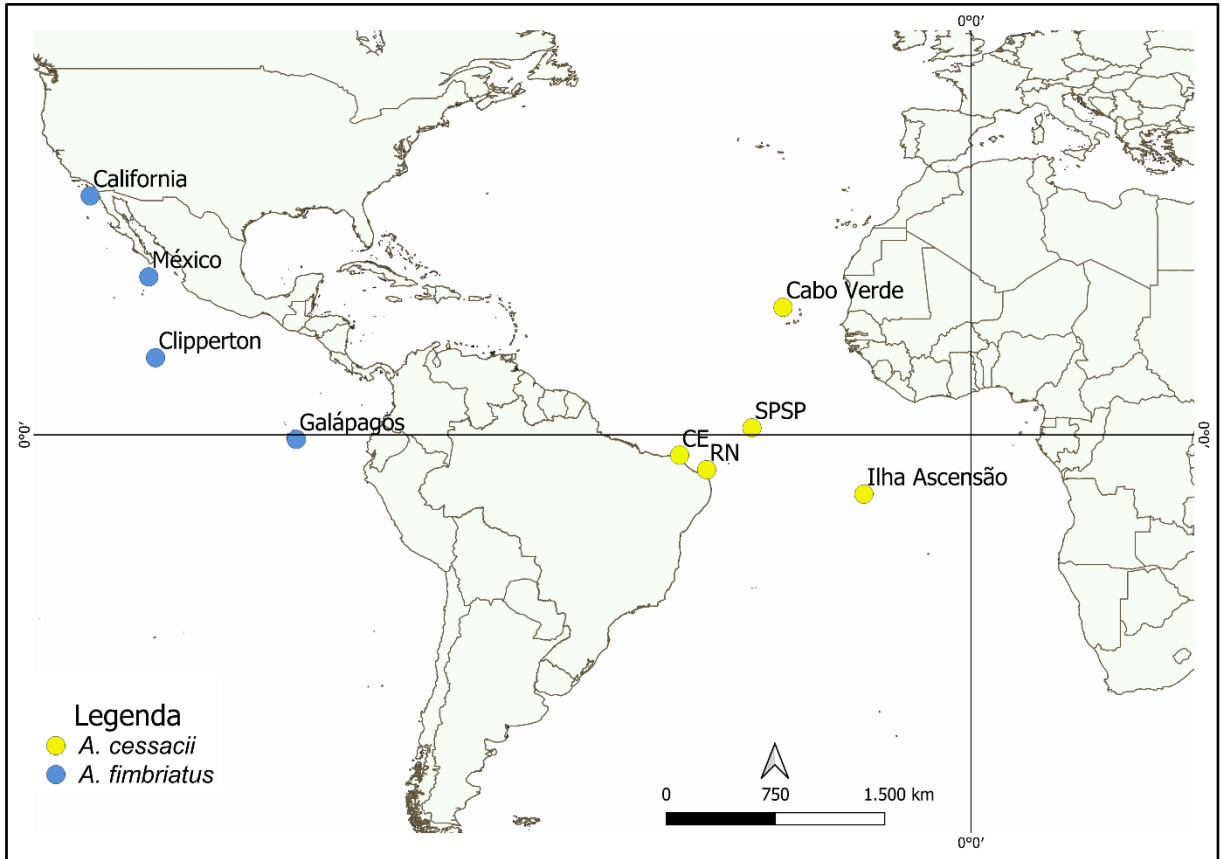 0°0′
California
México
Cabo Verde
Clipperton
Galápagos
SPSP
0°0′
0°0′
CE
RN
Ilha Ascensão
Legenda
A. cessacii
A. fimbriatus
0 750 1.500 km
0°0′